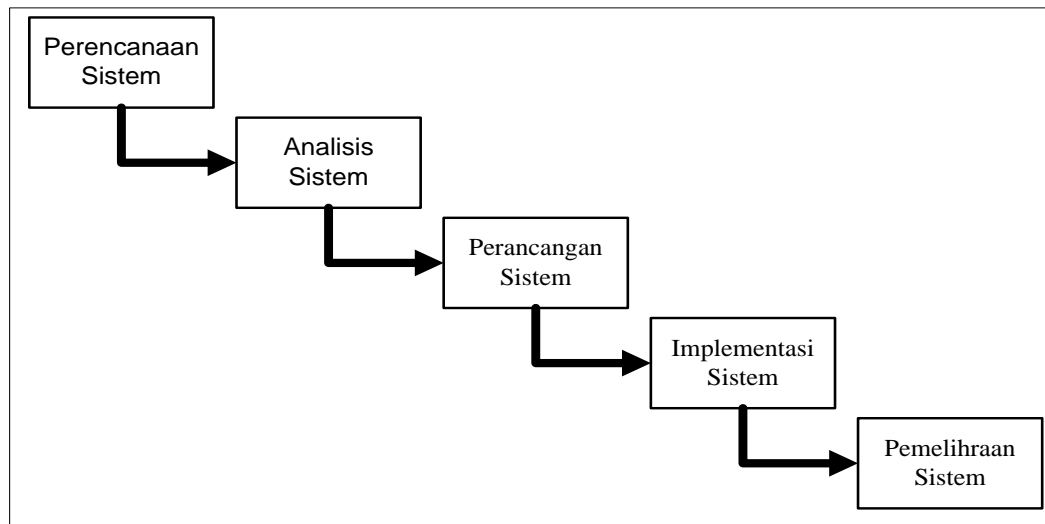 Perencanaan
Sistem
Analisis
Sistem
Perancangan
Sistem
Implementasi
Sistem
Pemelihraan
Sistem